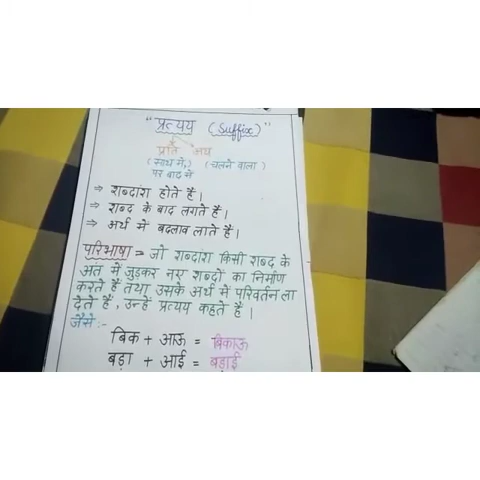 "प्रत्यय (Suffix)"
प्रति अय
(साथ में, (चलने वाला)
पर बाद में
⇒ शब्दांश होते हैं।
⇒ शब्द के बाद लगते हैं।
⇒ अर्थ में बदलाव लाते हैं।
परिभाषा = जो शब्दांश किसी शब्द के
अंत में जुड़कर नए शब्दों का निर्माण
करते हैं तथा उसके अर्थ में परिवर्तन ला
देते हैं, उन्हें प्रत्यय कहते हैं।
जैसे :-
बिक + आऊ = बिकाऊ
बड़ा + आई = बड़ाई